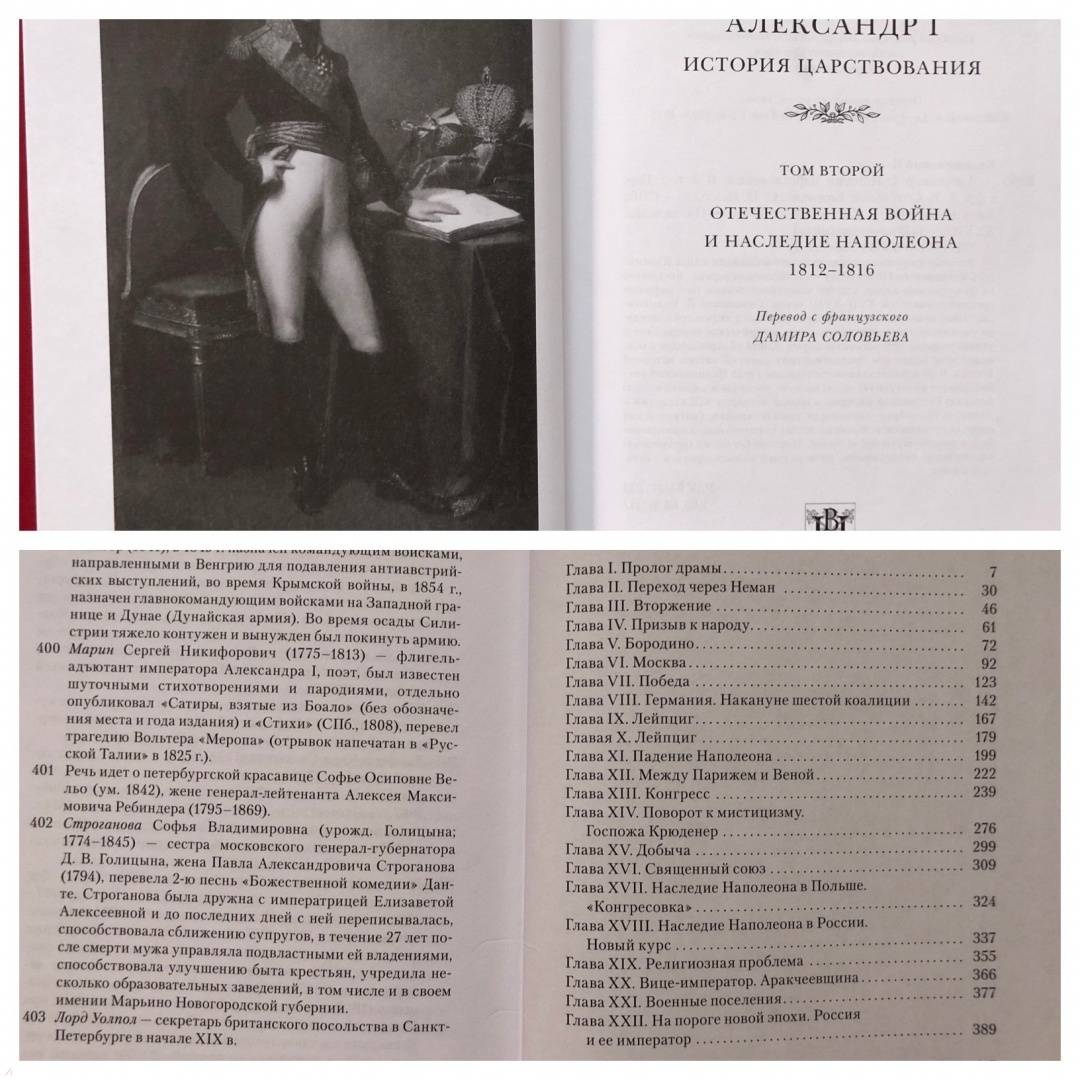 АЛЕКСАНДР I
ИСТОРИЯ ЦАРСТВОВАНИЯ
ТОМ ВТОРОЙ
ОТЕЧЕСТВЕННАЯ ВОЙНА
И НАСЛЕДИЕ НАПОЛЕОНА
1812–1816
Перевод с французского
ДАМИРА СОЛОВЬЕВА
назначен командующим войсками,
направленными в Венгрию для подавления антиавстрий-
ских выступлений, во время Крымской войны, в 1854 г.,
назначен главнокомандующим войсками на Западной гра-
нице и Дунае (Дунайская армия). Во время осады Сили-
стрии тяжело контужен и вынужден был покинуть армию.
400 Марин Сергей Никифорович (1775–1813) — флигель-
адъютант императора Александра I, поэт, был известен
шуточными стихотворениями и пародиями, отдельно
опубликовал «Сатиры, взятые из Боало» (без обозначе-
ния места и года издания) и «Стихи» (СПб., 1808), перевел
трагедию Вольтера «Меропа» (отрывок напечатан в «Рус-
ской Талии» в 1825 г.).
401 Речь идет о петербургской красавице Софье Осиповне Ве-
льо (ум. 1842), жене генерал-лейтенанта Алексея Макси-
мовича Ребиндера (1795–1869).
402 Строганова Софья Владимировна (урожд. Голицына;
1774–1845) — сестра московского генерал-губернатора
Д. В. Голицына, жена Павла Александровича Строганова
(1794), перевела 2-ю песнь «Божественной комедии» Дан-
те. Строганова была дружна с императрицей Елизаветой
Алексеевной и до последних дней с ней переписывалась,
способствовала сближению супругов, в течение 27 лет по-
сле смерти мужа управляла подвластными ей владениями,
способствовала улучшению быта крестьян, учредила не-
сколько образовательных заведений, в том числе и в своем
имении Марьино Новогородской губернии.
403 Лорд Уолпол — секретарь британского посольства в Санкт-
Петербурге в начале XIX в.
Глава I. Пролог драмы 7
Глава II. Переход через Неман 30
Глава III. Вторжение 46
Глава IV. Призыв к народу 61
Глава V. Бородино 72
Глава VI. Москва 92
Глава VII. Победа 123
Глава VIII. Германия. Накануне шестой коалиции 142
Глава IX. Лейпциг 167
Главая X. Лейпциг 179
Глава XI. Падение Наполеона 199
Глава XII. Между Парижем и Веной 222
Глава XIII. Конгресс 239
Глава XIV. Поворот к мистицизму.
Госпожа Крюденер 276
Глава XV. Добыча 299
Глава XVI. Священный союз 309
Глава XVII. Наследие Наполеона в Польше.
«Конгресовка» 324
Глава XVIII. Наследие Наполеона в России.
Новый курс 337
Глава XIX. Религиозная проблема 355
Глава XX. Вице-император. Аракчеевщина 366
Глава XXI. Военные поселения 377
Глава XXII. На пороге новой эпохи. Россия
и ее император 389